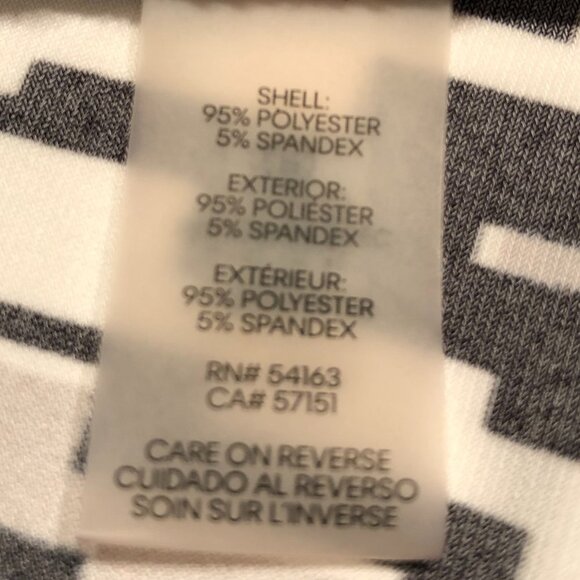 SHELL:
95% POLYESTER
5% SPANDEX
EXTERIOR:
95% POLIÉSTER
5% SPANDEX
EXTÉRIEUR:
95% POLYESTER
5% SPANDEX
RN# 54163
CA# 57151
CARE ON REVERSE
CUIDADO AL REVERSO
SOIN SUR L'INVERSE